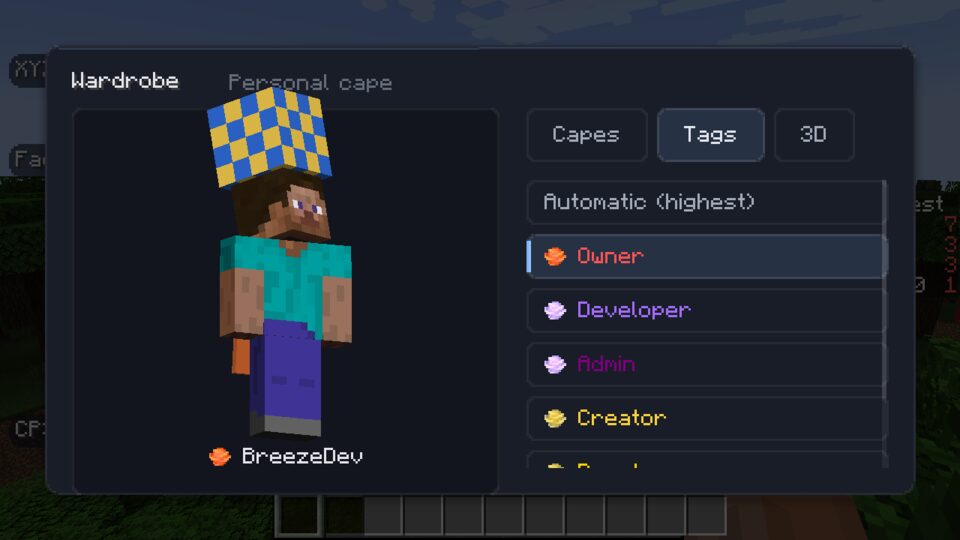 Wardrobe
Personal cape
Capes
Tags
3D
Automatic (highest)
Owner
Developer
Admin
Creator
BreezeDev